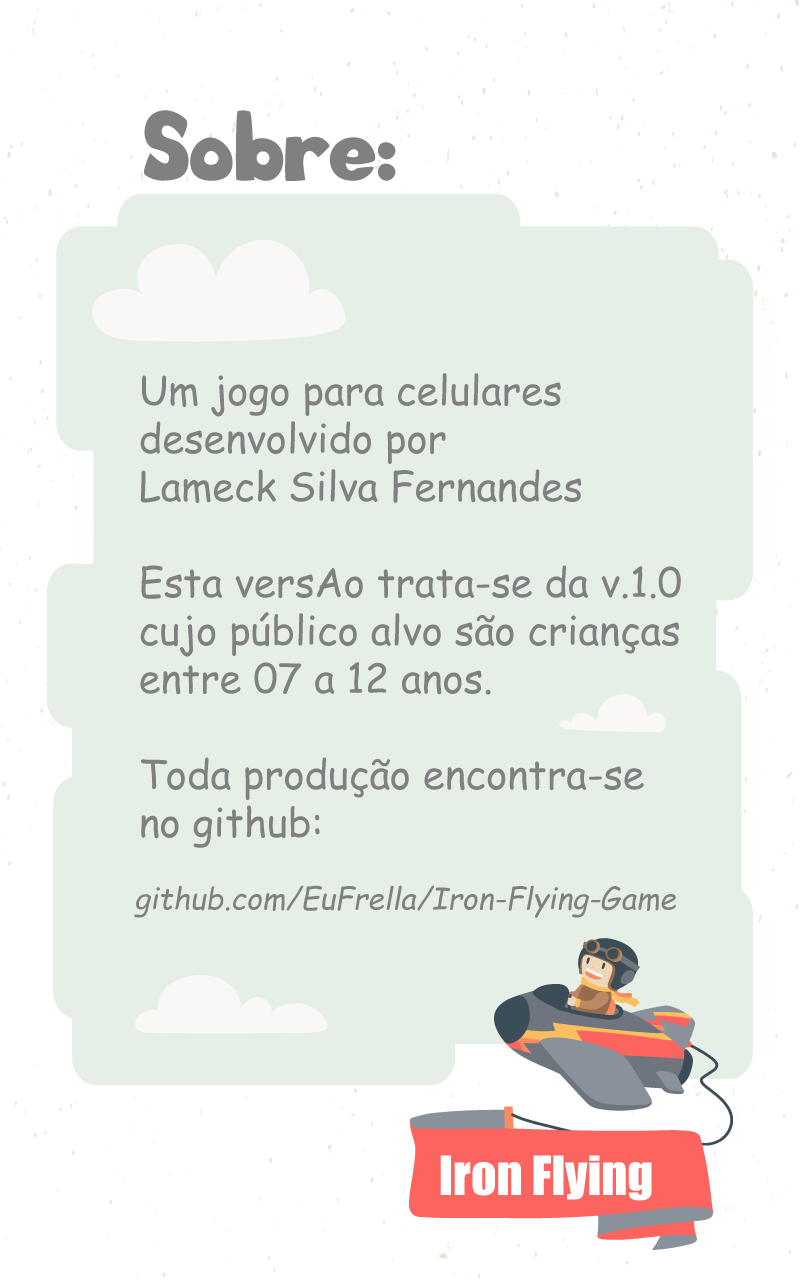 Sobre:
Um jogo para celulares
desenvolvido por
Lameck Silva Fernandes
Esta versAo trata-se da v.1.0
cujo público alvo são crianças
entre 07 a 12 anos.
Toda produção encontra-se
no github:
github.com/EuFrella/Iron-Flying-Game
Iron Flying